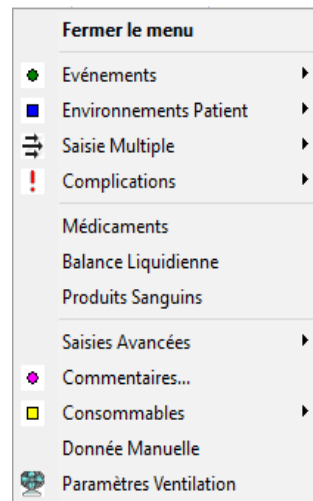 Fermer le menu
Evénements
Environnements Patient
Saisie Multiple
Complications
Médicaments
Balance Liquidienne
Produits Sanguins
Saisies Avancées
Commentaires...
Consommables
Donnée Manuelle
Paramètres Ventilation